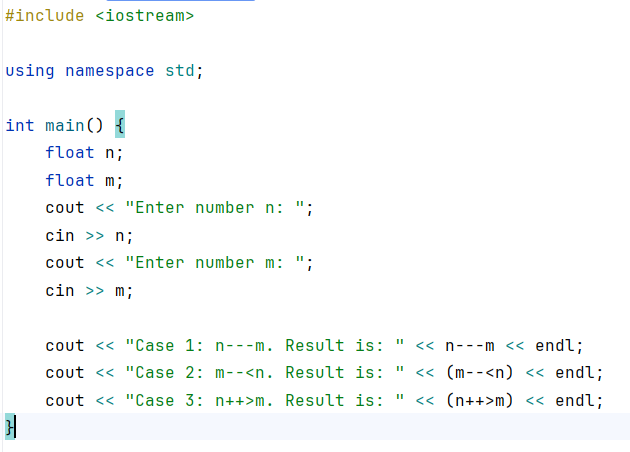 #include <iostream>
using namespace std;
int main() {
    float n;
    float m;
    cout << "Enter number n: ";
    cin >> n;
    cout << "Enter number m: ";
    cin >> m;
    cout << "Case 1: n---m. Result is: " << n---m << endl;
    cout << "Case 2: m--<n. Result is: " << (m--<n) << endl;
    cout << "Case 3: n++>m. Result is: " << (n++>m) << endl;
}